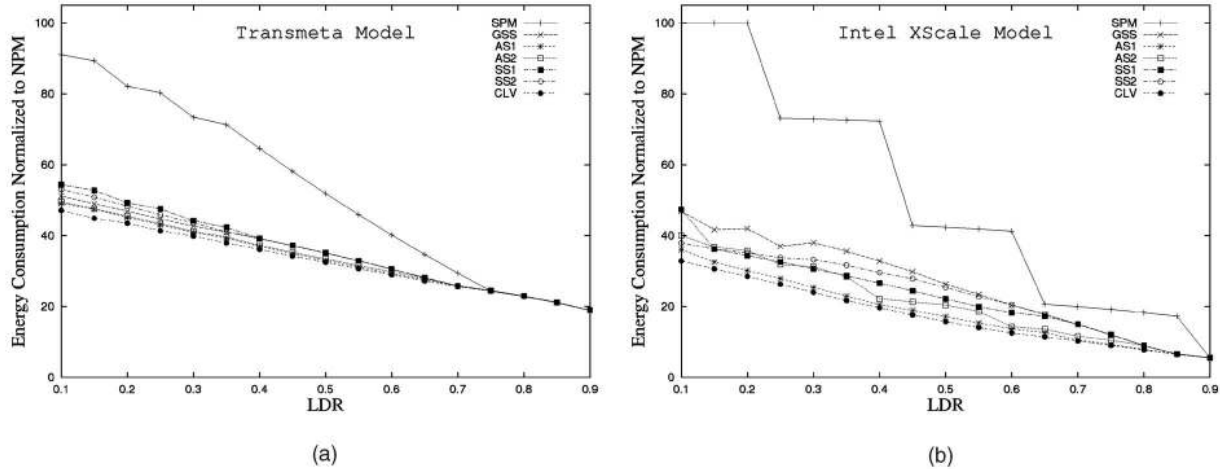 Transmeta Model
SPM
GSS
AS1
AS2
SS1
SS2
CLV
Energy Consumption Normalized to NPM
100
80
60
40
20
0
0.1 0.2 0.3 0.4 0.5 0.6 0.7 0.8 0.9
LDR
(a)
Intel XScale Model
SPM
GSS
AS1
AS2
SS1
SS2
CLV
Energy Consumption Normalized to NPM
100
80
60
40
20
0
0.1 0.2 0.3 0.4 0.5 0.6 0.7 0.8 0.9
LDR
(b)